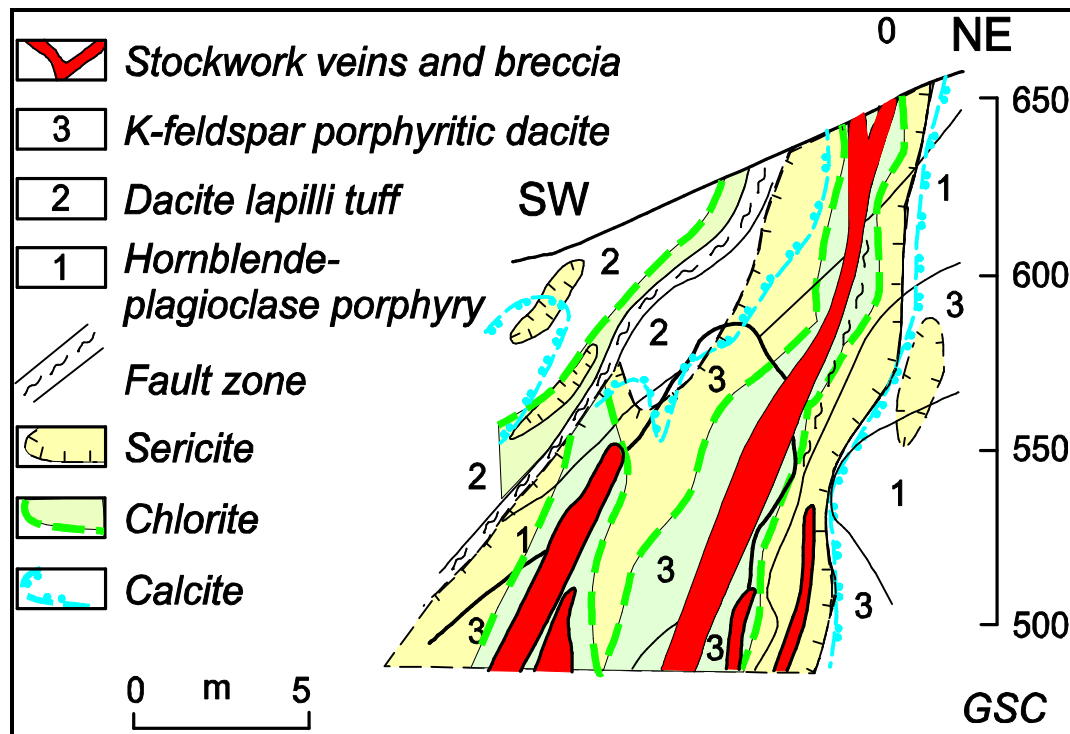 0 NE
Stockwork veins and breccia
650
3 K-feldspar porphyritic dacite
1
2 Dacite lapilli tuff
SW
2
1 Hornblende-
plagioclase porphyry
600
3
2
Fault zone
3
Sericite
550
2
1
Chlorite
1
3
Calcite
3
3
3
500
0 m 5
GSC